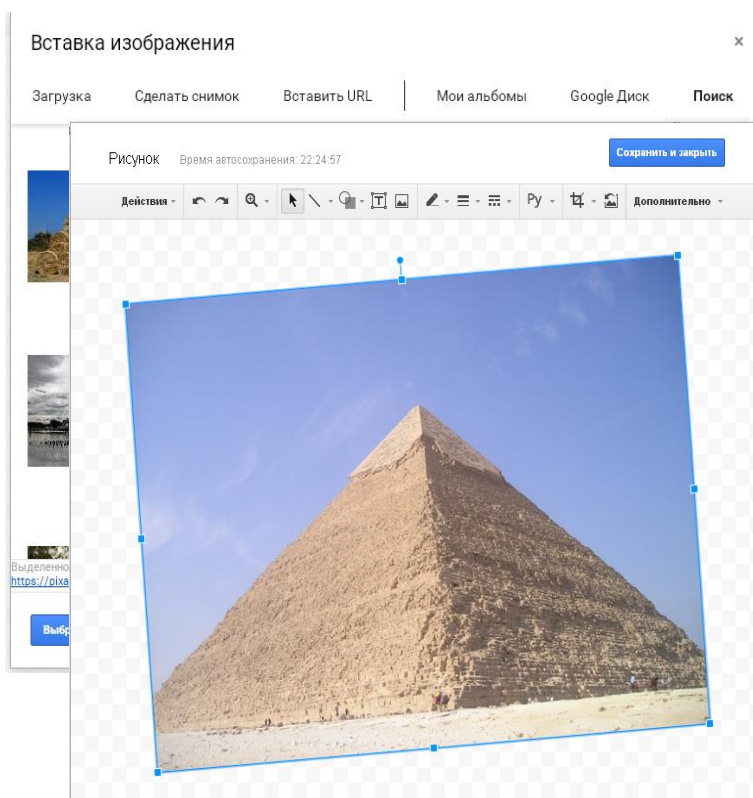 Вставка изображения ×
Загрузка Сделать снимок Вставить URL Мои альбомы Google Диск Поиск
Рисунок Время автосохранения: 22:24:57 Сохранить и закрыть
Действия T Ру Дополнительно
Выделенно
https://pixa
Выбр